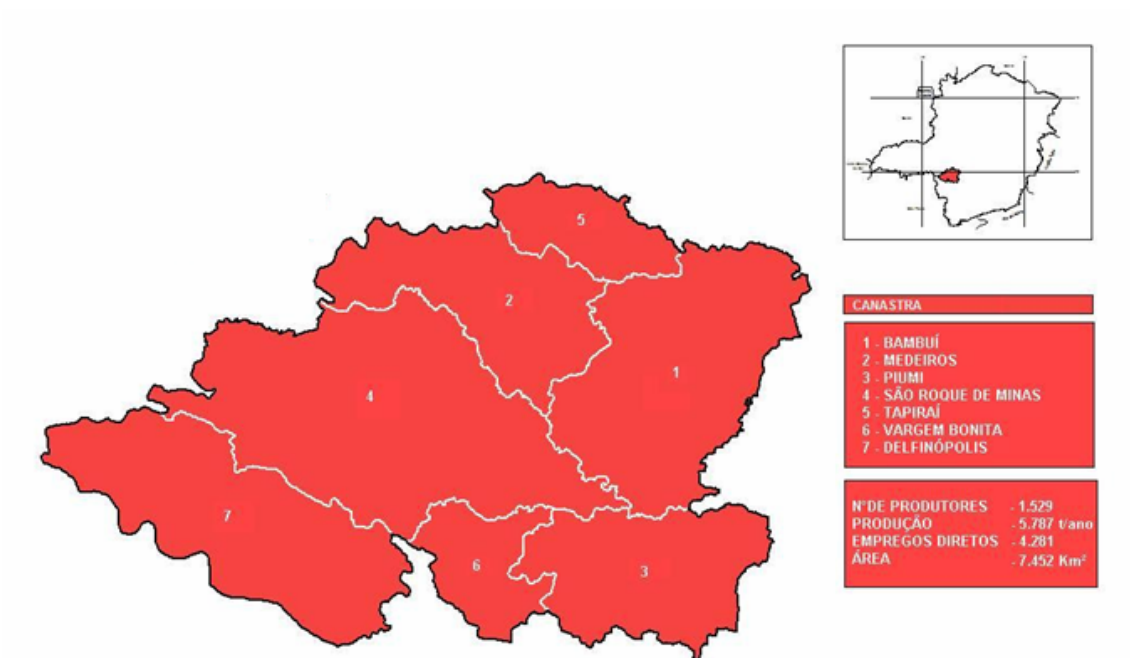 5
2
1
4
7
6
3
CANASTRA
1 - BAMBUÍ
2 - MEDEIROS
3 - PIUMI
4 - SÃO ROQUE DE MINAS
5 - TAPIRAÍ
6 - VARGEM BONITA
7 - DELFINÓPOLIS
N°DE PRODUTORES - 1.529
PRODUÇÃO - 5.787 t/ano
EMPREGOS DIRETOS - 4.281
ÁREA - 7.452 Km²